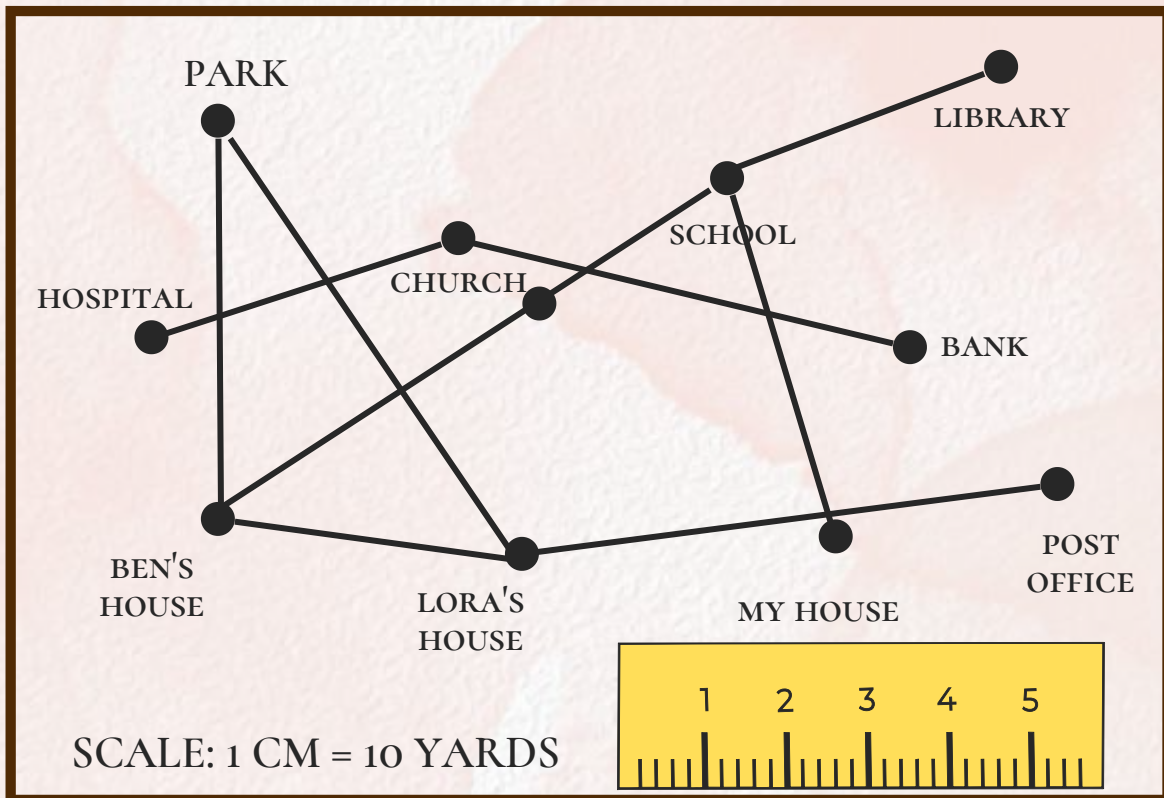 PARK
LIBRARY
SCHOOL
CHURCH
HOSPITAL
BANK
BEN'S
HOUSE
LORA'S
HOUSE
MY HOUSE
POST
OFFICE
1 2 3 4 5
SCALE: 1 CM = 10 YARDS